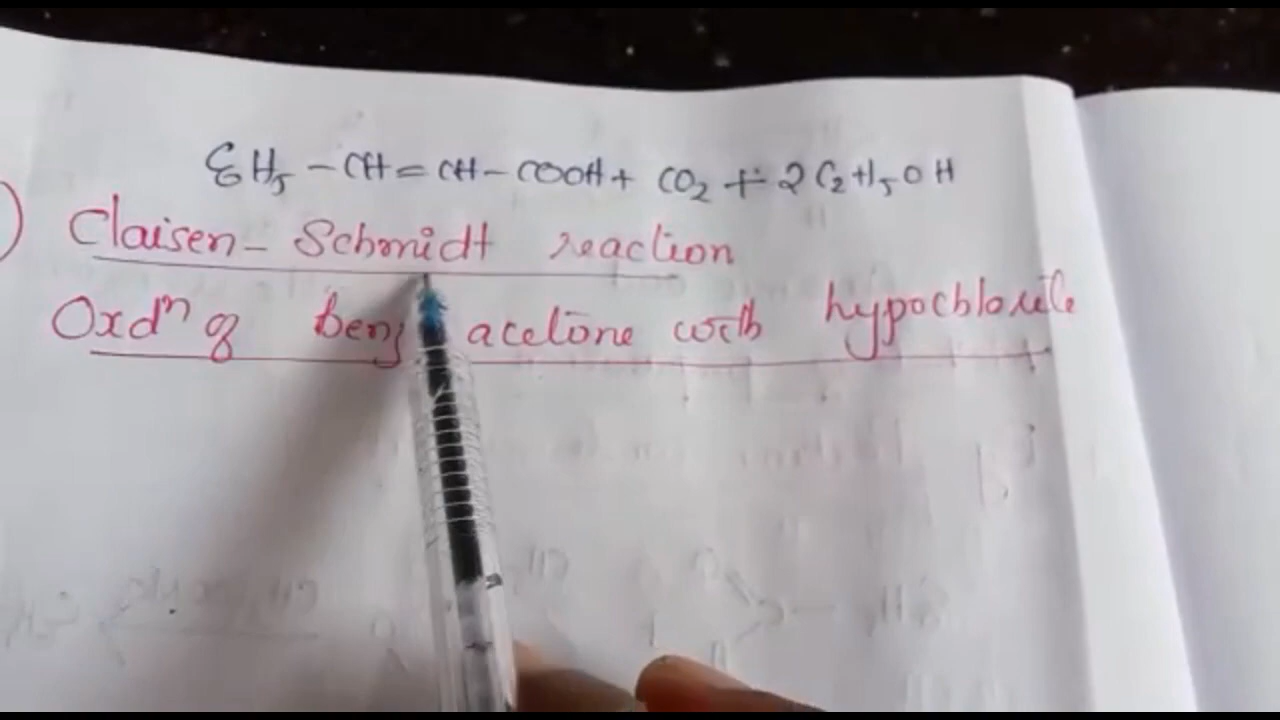 C6H5 - CH = CH - COOH + CO2 + 2C2H5OH
) Claisen - Schmidt reaction
Oxdn of acetone with hypochlorite